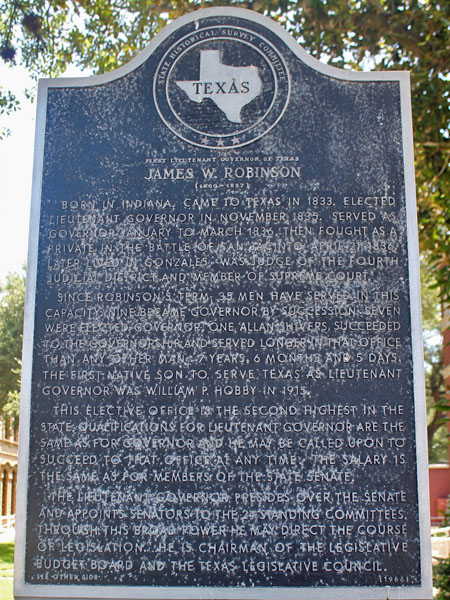 STATE HISTORICAL SURVEY COMMITTEE
TEXAS
FIRST LIEUTENANT GOVERNOR OF TEXAS
JAMES W. ROBINSON
(1800-1857)
BORN IN INDIANA. CAME TO TEXAS IN 1833. ELECTED
LIEUTENANT GOVERNOR IN NOVEMBER 1835. SERVED AS
GOVERNOR JANUARY TO MARCH 1836, THEN FOUGHT AS A
PRIVATE IN THE BATTLE OF SAN JACINTO, APRIL 21, 1836.
LATER LIVED IN GONZALES, WAS JUDGE OF THE FOURTH
JUDICIAL DISTRICT AND MEMBER OF SUPREME COURT.
SINCE ROBINSON'S TERM, 35 MEN HAVE SERVED IN THIS
CAPACITY. NINE BECAME GOVERNOR BY SUCCESSION; SEVEN
WERE ELECTED GOVERNOR; ONE, ALLAN SHIVERS, SUCCEEDED
TO THE GOVERNORSHIP AND SERVED LONGER IN THAT OFFICE
THAN ANY OTHER MAN--7 YEARS, 6 MONTHS AND 5 DAYS.
THE FIRST NATIVE SON TO SERVE TEXAS AS LIEUTENANT
GOVERNOR WAS WILLIAM P. HOBBY IN 1915.
THIS ELECTIVE OFFICE IS THE SECOND HIGHEST IN THE
STATE. QUALIFICATIONS FOR LIEUTENANT GOVERNOR ARE THE
SAME AS FOR GOVERNOR AND HE MAY BE CALLED UPON TO
SUCCEED TO THAT OFFICE AT ANY TIME. THE SALARY IS
THE SAME AS FOR MEMBERS OF THE STATE SENATE.
THE LIEUTENANT GOVERNOR PRESIDES OVER THE SENATE
AND APPOINTS SENATORS TO THE STANDING COMMITTEES.
THROUGH THIS BROAD POWER HE MAY DIRECT THE COURSE
OF LEGISLATION. HE IS CHAIRMAN OF THE LEGISLATIVE
BUDGET BOARD AND THE TEXAS LEGISLATIVE COUNCIL.
SEE OTHER SIDE (1966)